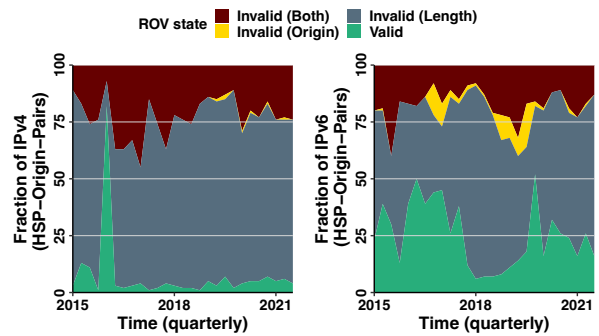 ROV state
Invalid (Both)
Invalid (Length)
Invalid (Origin)
Valid
Fraction of IPv4
(HSP−Origin−Pairs)
100
75
50
25
0
2015
2018
2021
Time (quarterly)
Fraction of IPv6
(HSP−Origin−Pairs)
100
75
50
25
0
2015
2018
2021
Time (quarterly)